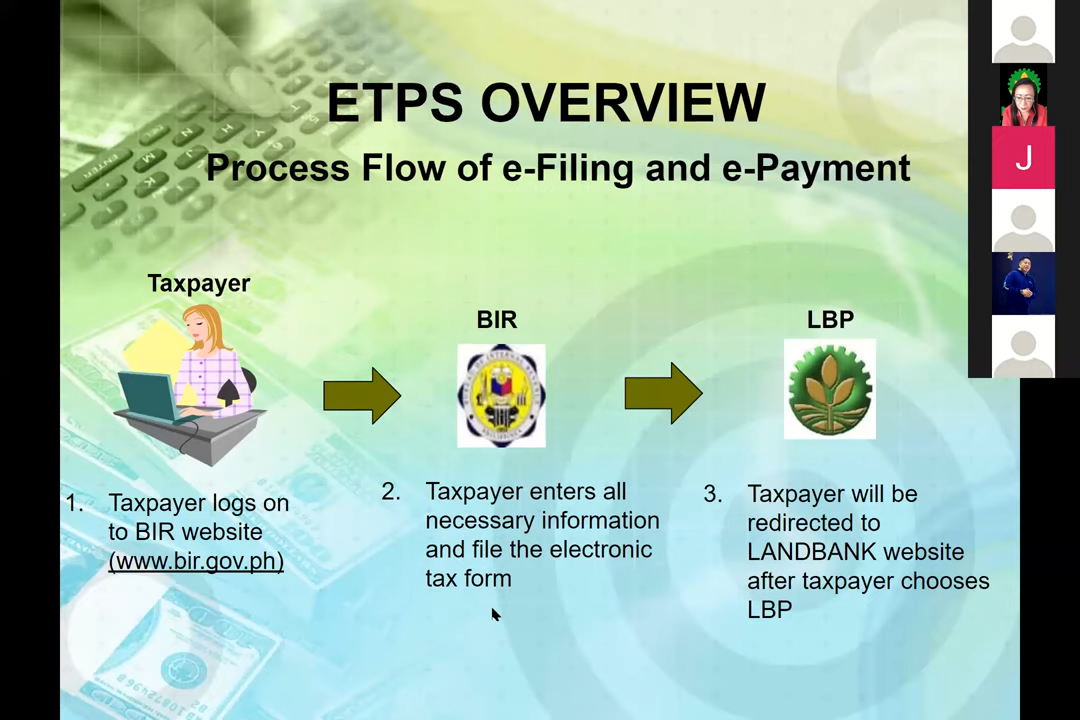 ETPS OVERVIEW
Process Flow of e-Filing and e-Payment
J
Taxpayer
BIR
LBP
1. Taxpayer logs on
to BIR website
(www.bir.gov.ph)
2. Taxpayer enters all
necessary information
and file the electronic
tax form
3. Taxpayer will be
redirected to
LANDBANK website
after taxpayer chooses
LBP